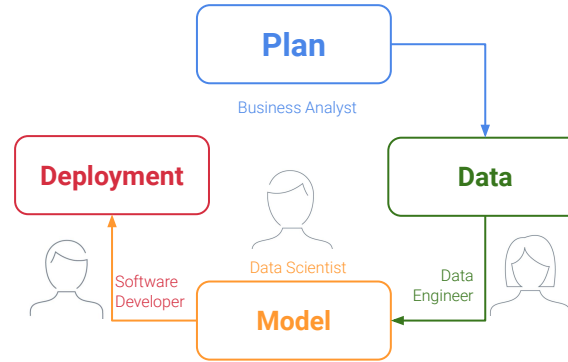 Plan
Business Analyst
Deployment
Data
Data Scientist
Software
Developer
Data
Engineer
Model